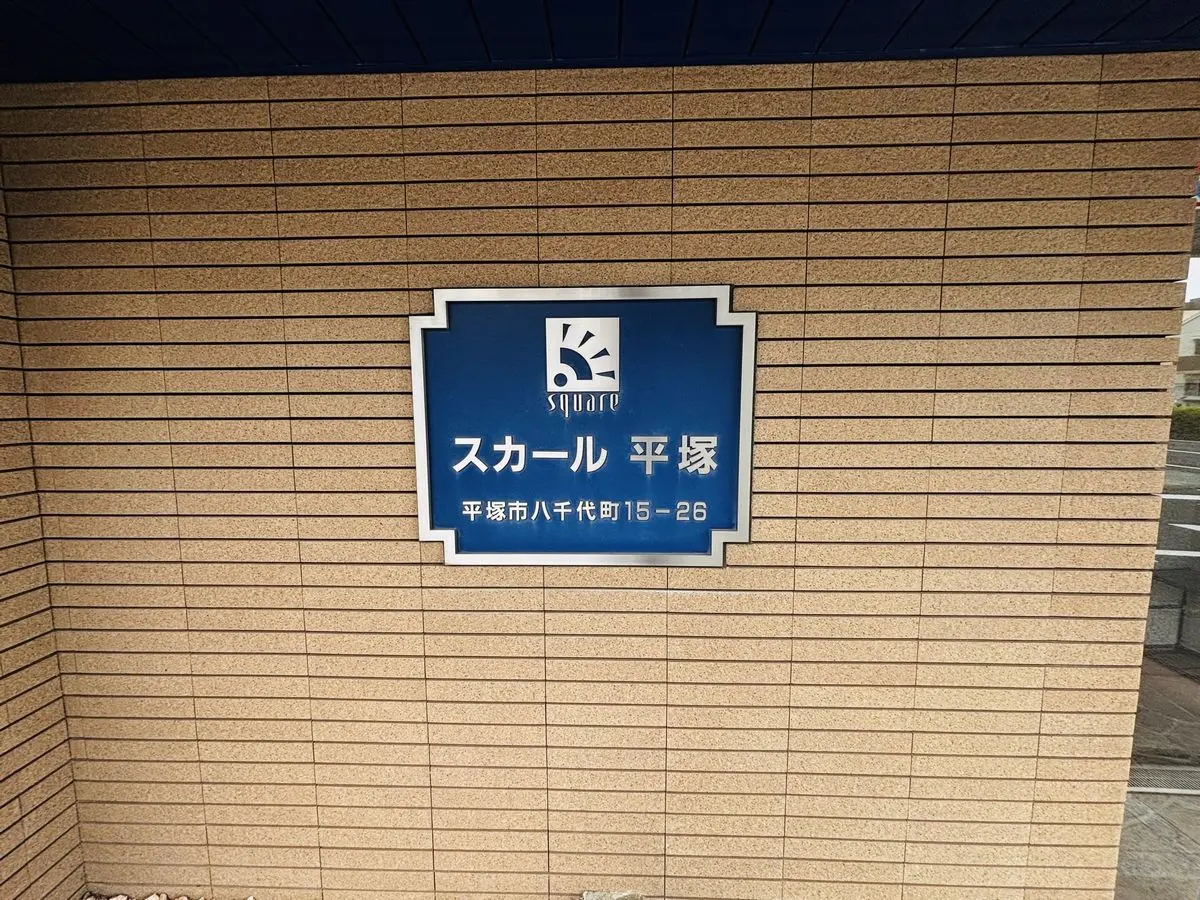 square
スカール 平塚
平塚市八千代町15-26